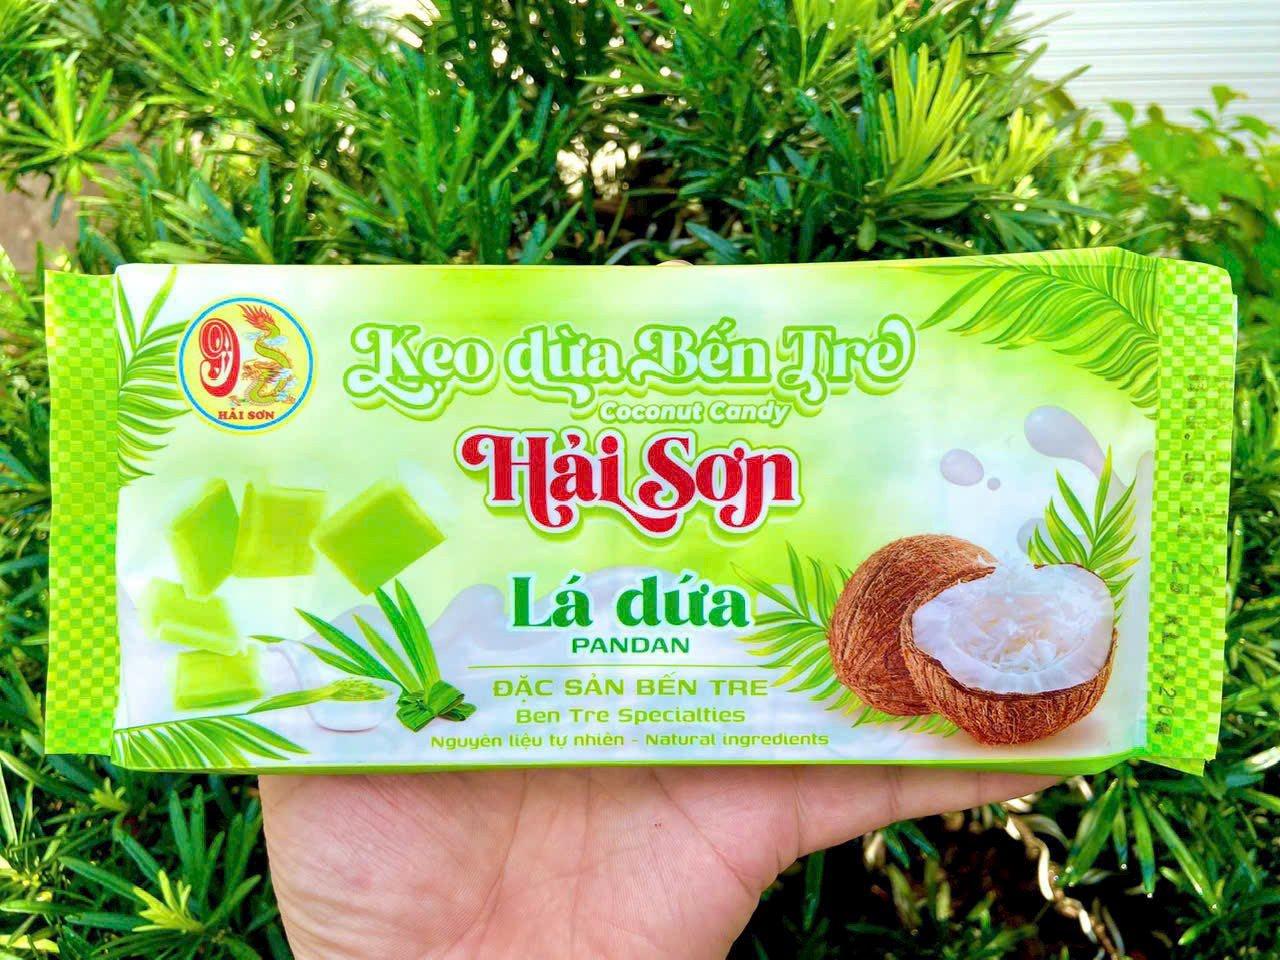 9
HẢI SƠN
Kẹo dừa Bến Tre
Coconut Candy
Hải Sơn
Lá dứa
PANDAN
ĐẶC SẢN BẾN TRE
Ben Tre Specialties
Nguyên liệu tự nhiên - Natural ingredients